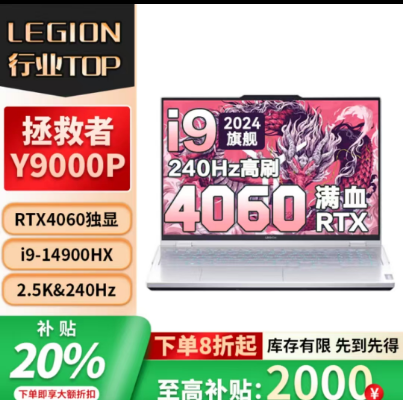 LEGION
行业TOP
拯救者
Y9000P
RTX4060独显
i9-14900HX
2.5K&240Hz
i9 2024
旗舰
240Hz高刷
4060 满血
RTX
补贴
20%
下单即享大额折扣
下单8折起 库存有限 先到先得
至高补贴:2000¥